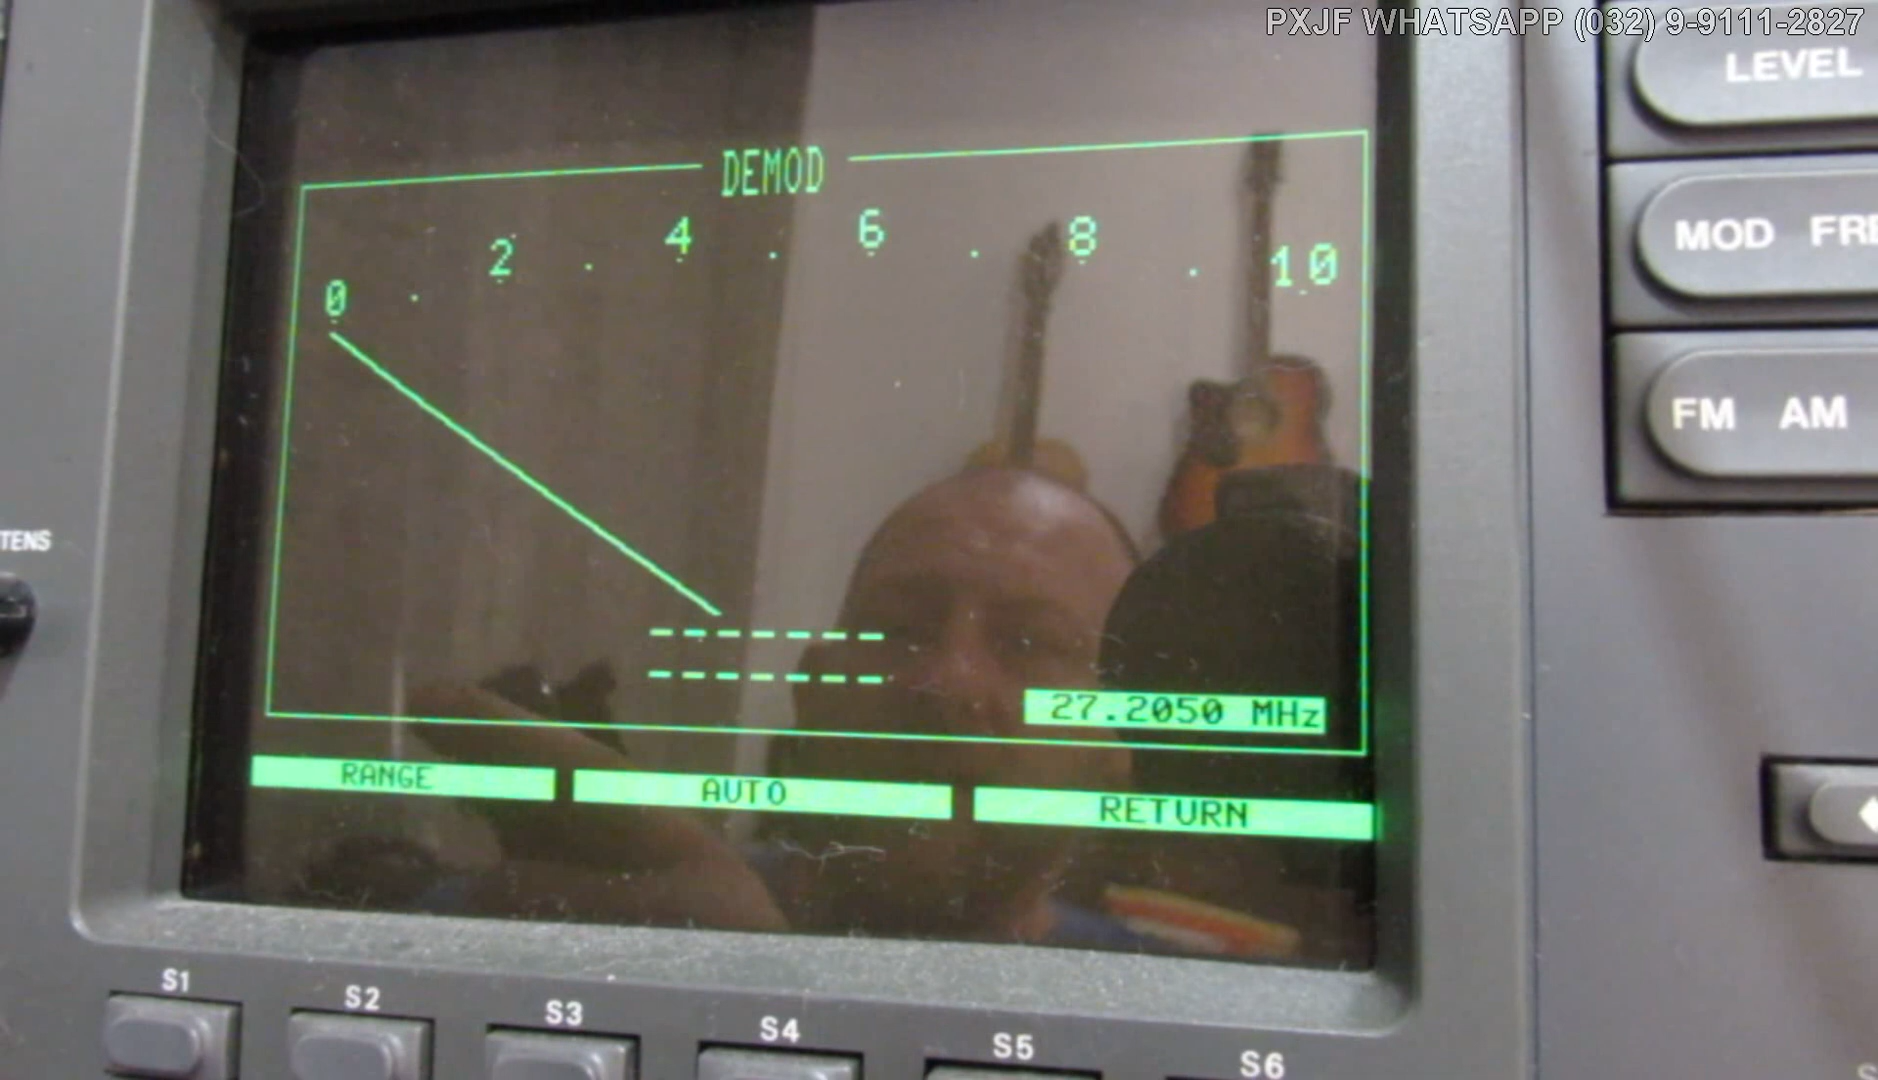 PXJF WHATSAPP (032) 9-9111-2827
LEVEL
DEMOD
0 2 4 6 8 10
MOD
FM AM
TENS
27.2050 MHz
RANGE AUTO RETURN
S1 S2 S3 S4 S5 S6